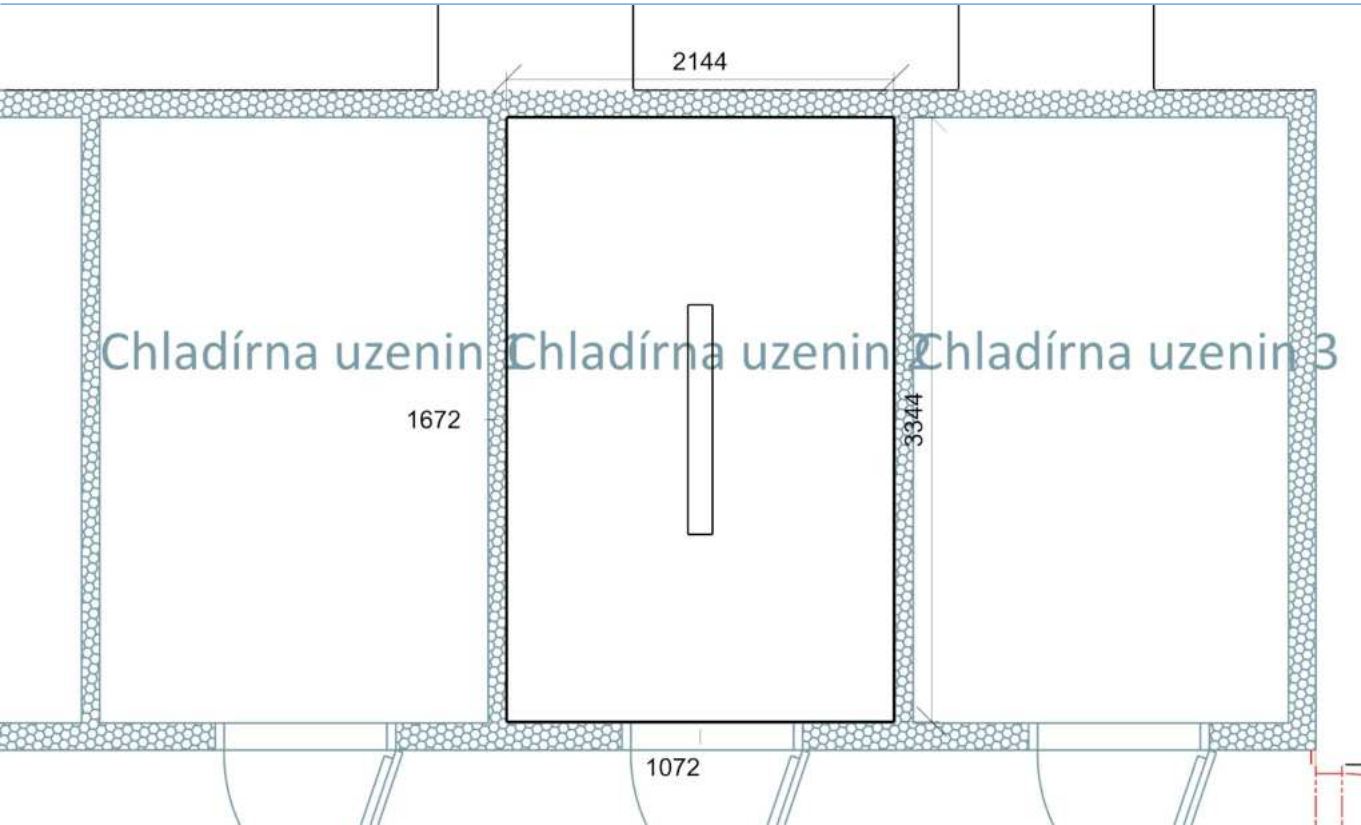 2144
Chladírna uzenin 1
Chladírna uzenin 2
Chladírna uzenin 3
1672
3344
1072